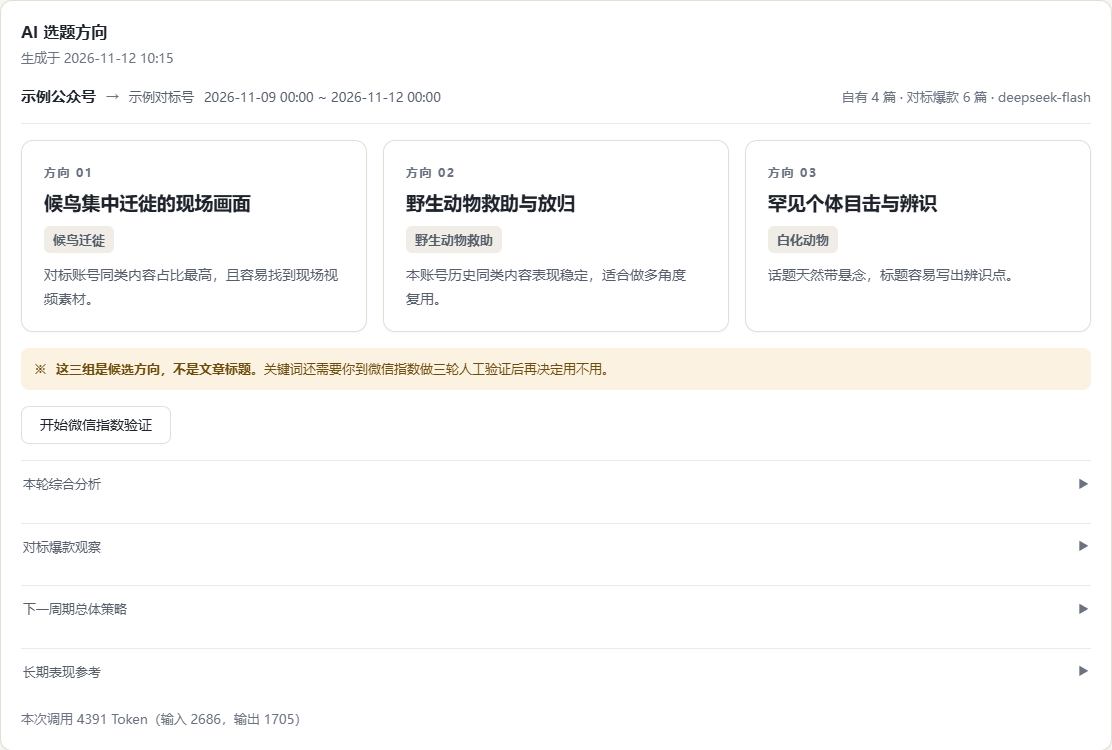 AI 选题方向
生成于 2026-11-12 10:15
示例公众号 → 示例对标号 2026-11-09 00:00 ~ 2026-11-12 00:00
自有 4 篇 · 对标爆款 6 篇 · deepseek-flash
方向 01
候鸟集中迁徙的现场画面
候鸟迁徙
对标账号同类内容占比最高，且容易找到现场视
频素材。
方向 02
野生动物救助与放归
野生动物救助
本账号历史同类内容表现稳定，适合做多角度
复用。
方向 03
罕见个体目击与辨识
白化动物
话题天然带悬念，标题容易写出辨识点。
※ 这三组是候选方向，不是文章标题。关键词还需要你到微信指数做三轮人工验证后再决定用不用。
开始微信指数验证
本轮综合分析
对标爆款观察
下一周期总体策略
长期表现参考
本次调用 4391 Token（输入 2686，输出 1705）